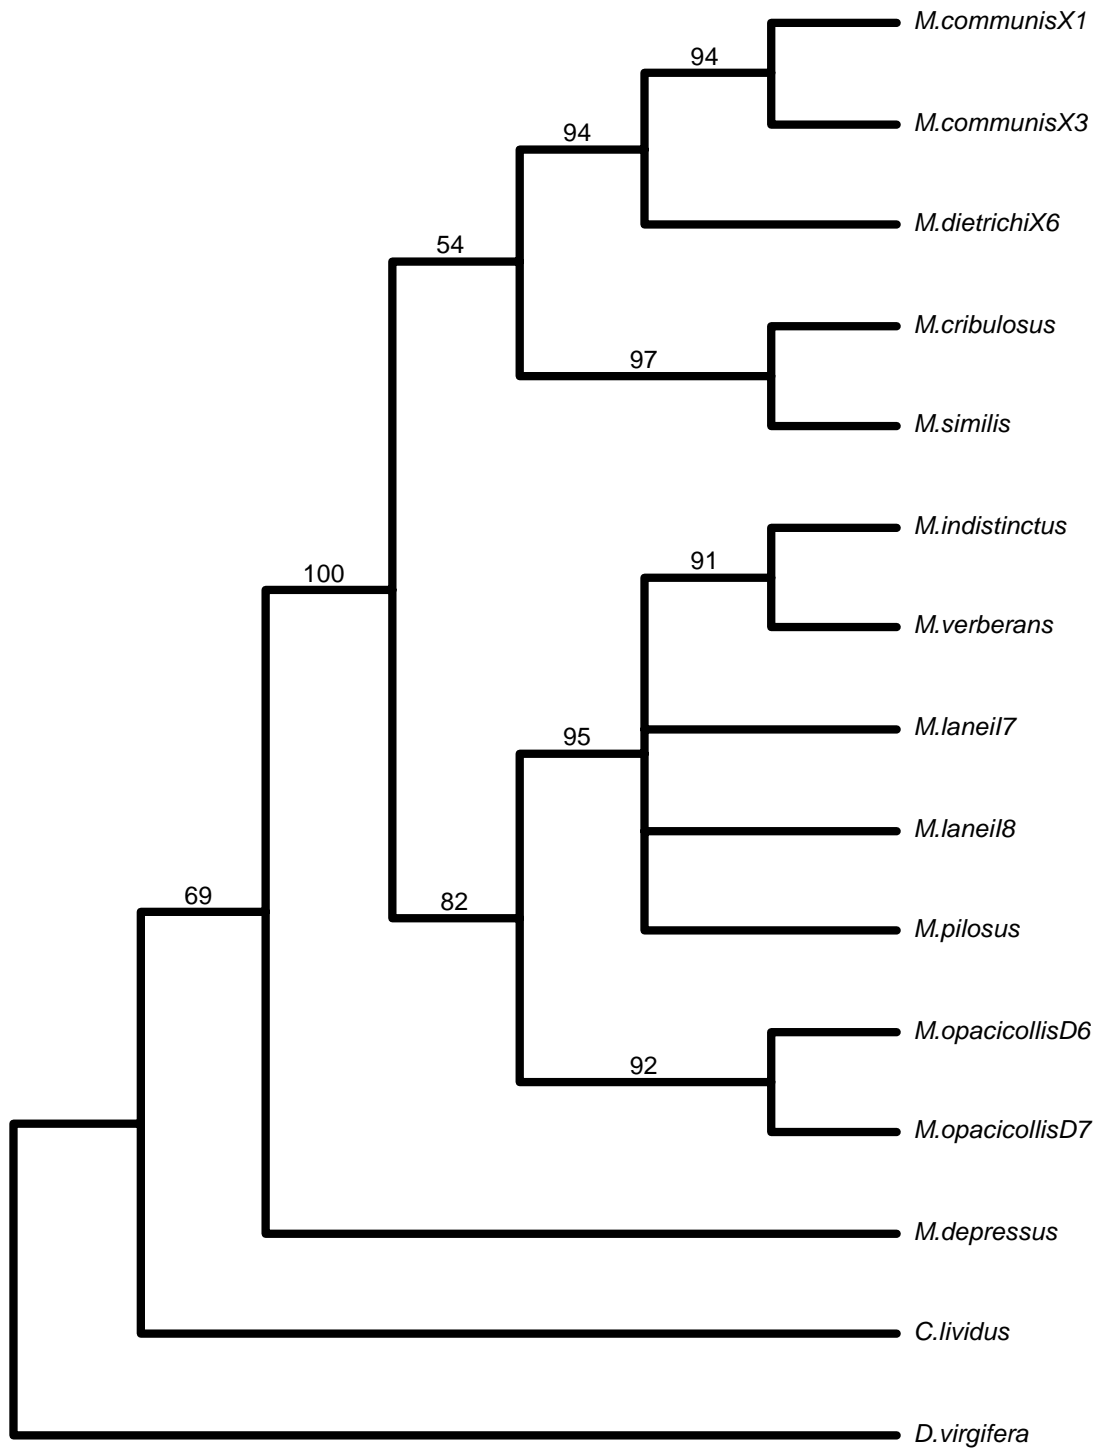 M.communisX1
94
M.communisX3
94
M.dietrichiX6
54
M.cribulosus
97
M.similis
M.indistinctus
91
M.verberans
100
M.laneiI7
95
M.laneiI8
69
82
M.pilosus
M.opacicollisD6
92
M.opacicollisD7
M.depressus
C.lividus
D.virgifera